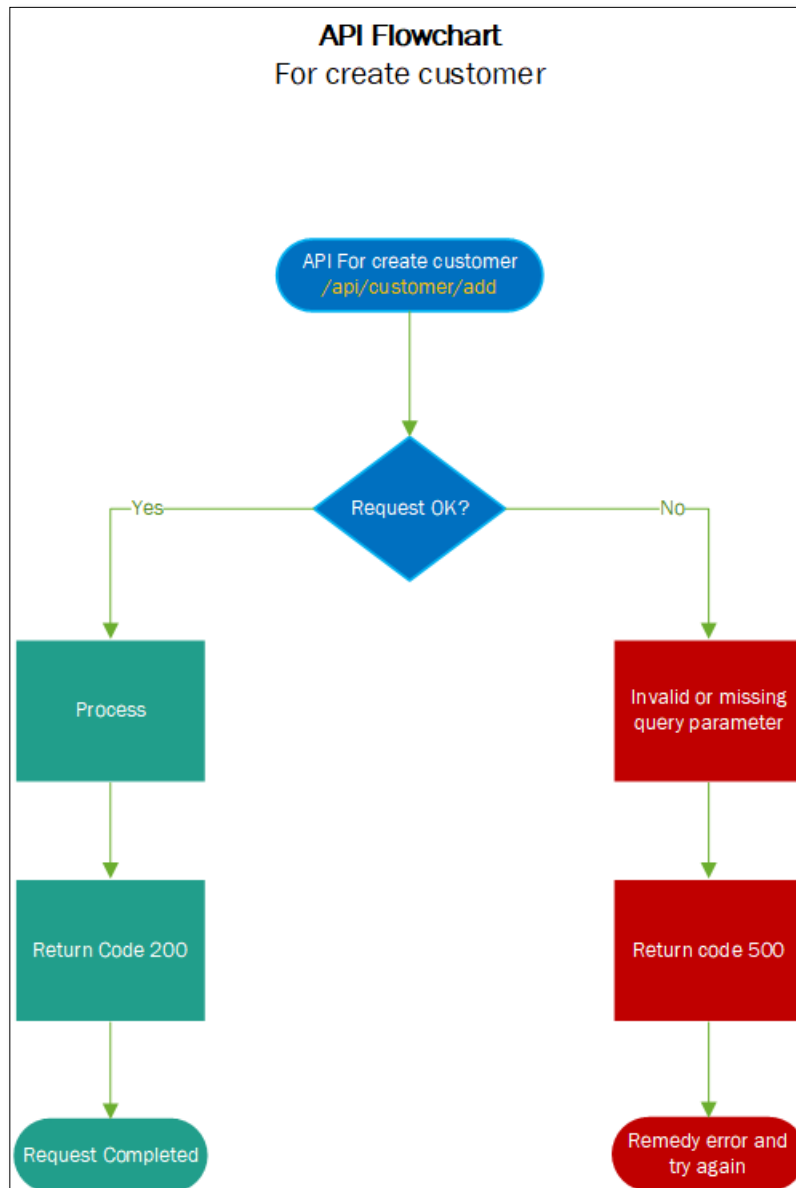 API Flowchart
For create customer
API For create customer
/api/customer/add
Request OK?
Yes
No
Process
Invalid or missing
query parameter
Return Code 200
Return code 500
Request Completed
Remedy error and
try again